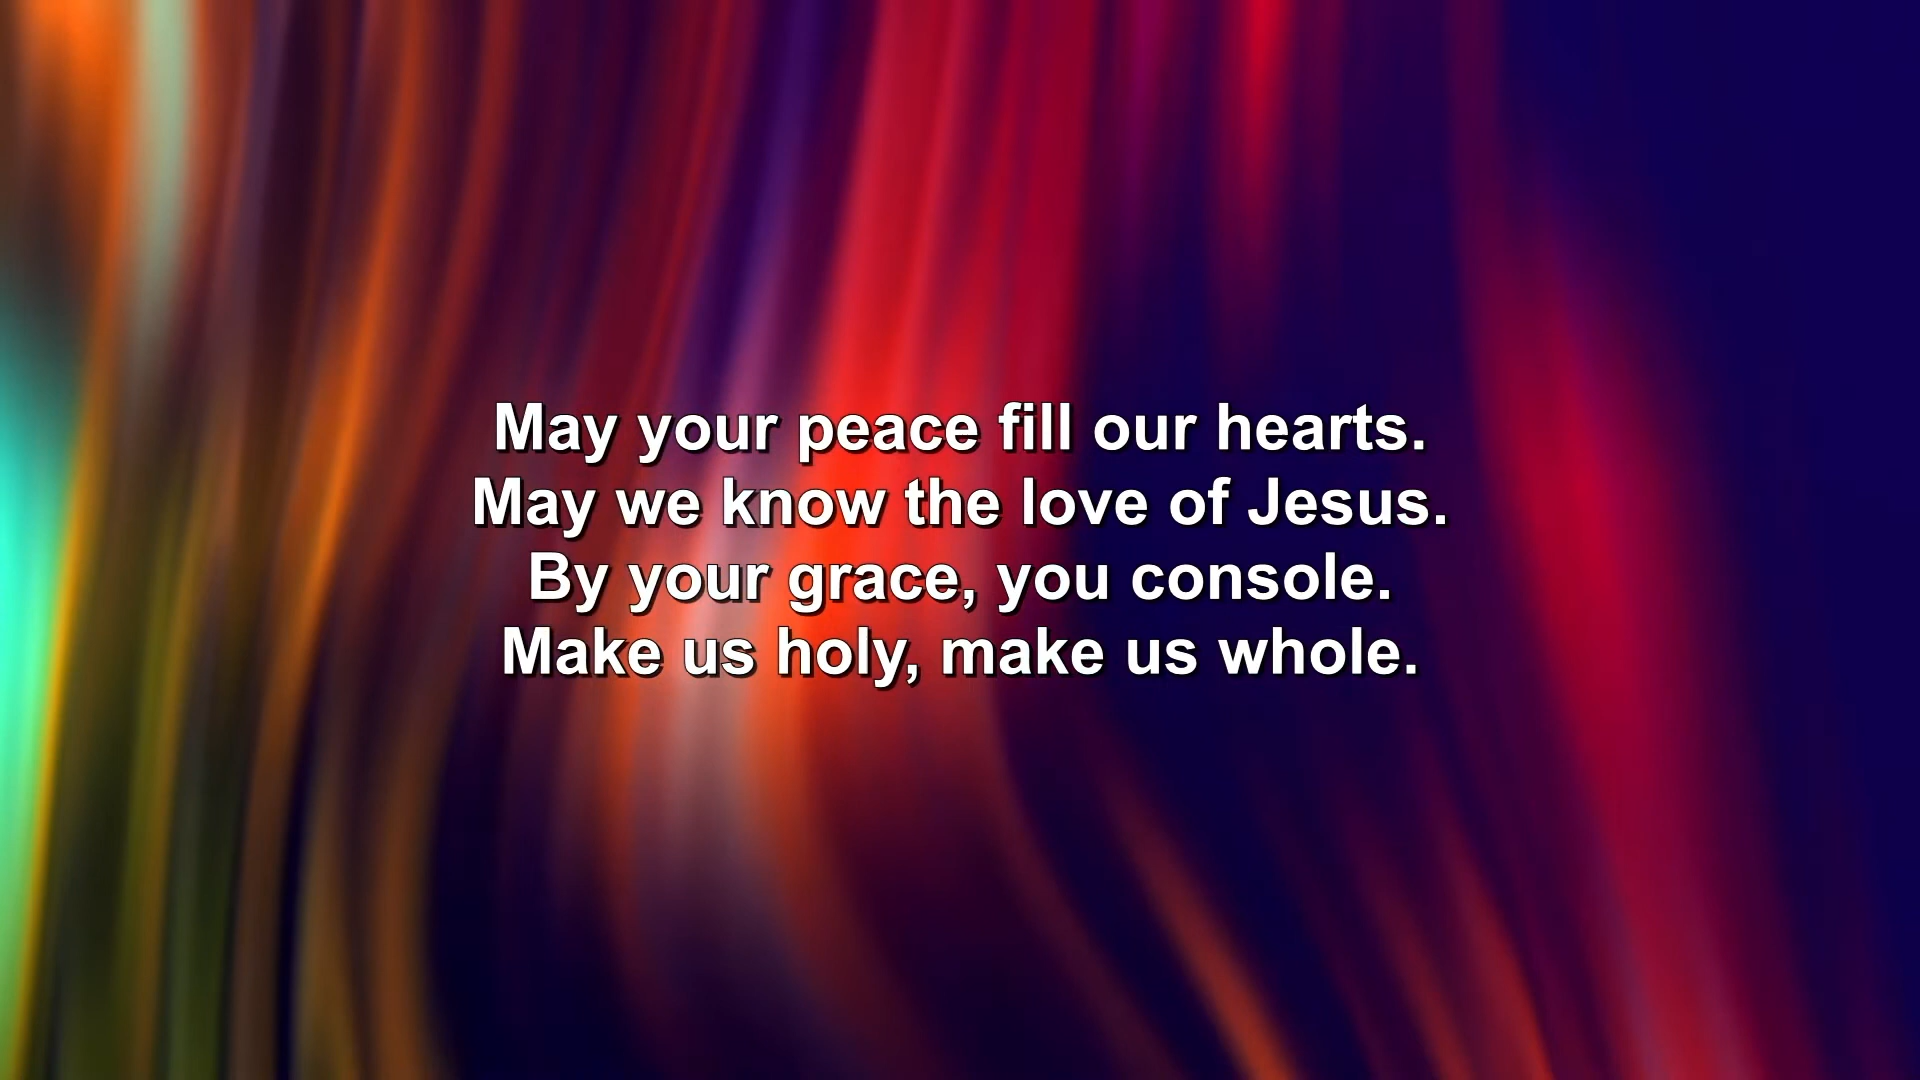 May your peace fill our hearts.
May we know the love of Jesus.
By your grace, you console.
Make us holy, make us whole.